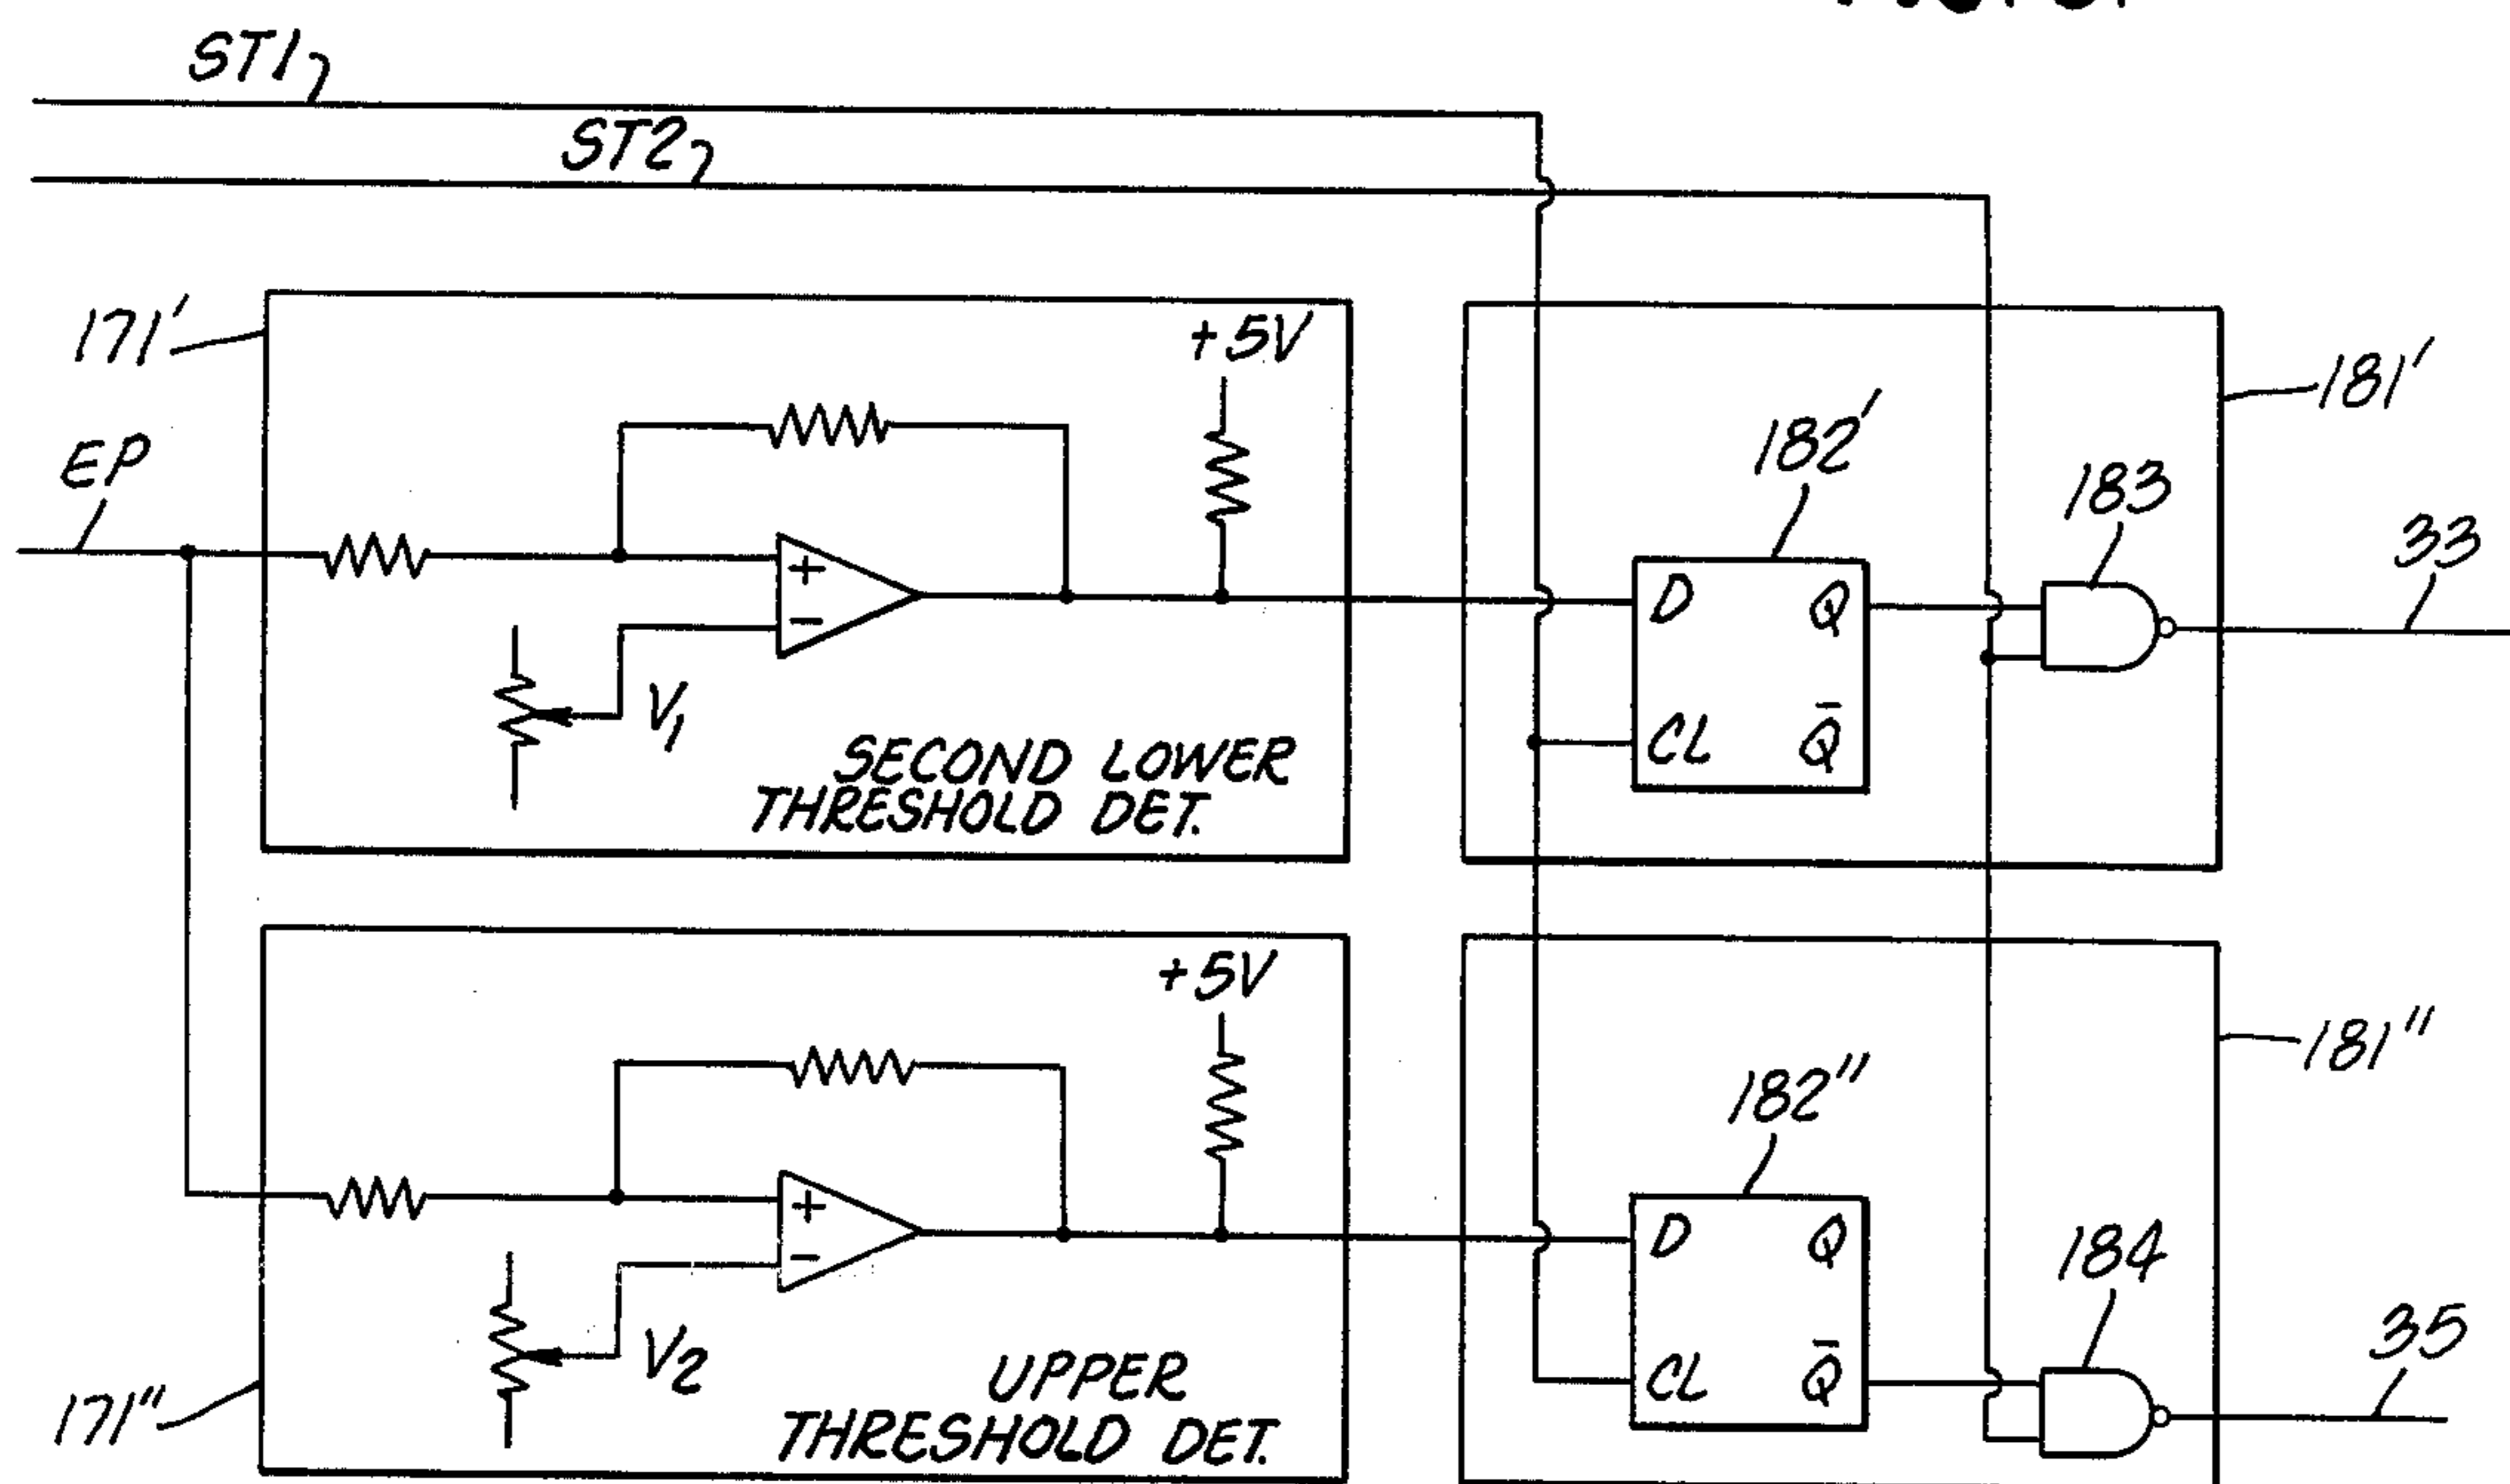 ST1
ST2
171'
+5V
181'
EP
182'
183
33
+
D
Q
−
V1
CL
Q̅
SECOND LOWER
THRESHOLD DET.
+5V
181"
182"
+
D
Q
184
−
V2
CL
Q̅
35
171"
UPPER
THRESHOLD DET.